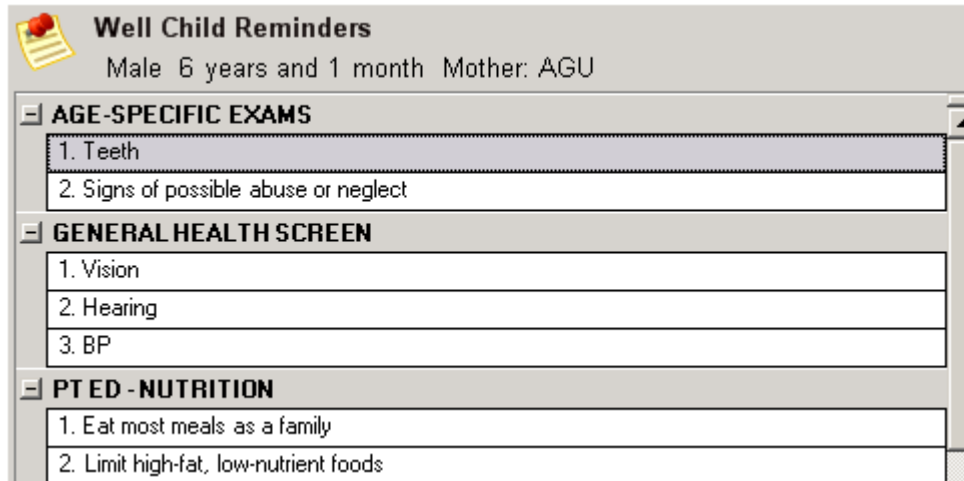 Well Child Reminders
Male 6 years and 1 month Mother: AGU
AGE-SPECIFIC EXAMS
1. Teeth
2. Signs of possible abuse or neglect
GENERAL HEALTH SCREEN
1. Vision
2. Hearing
3. BP
PT ED - NUTRITION
1. Eat most meals as a family
2. Limit high-fat, low-nutrient foods